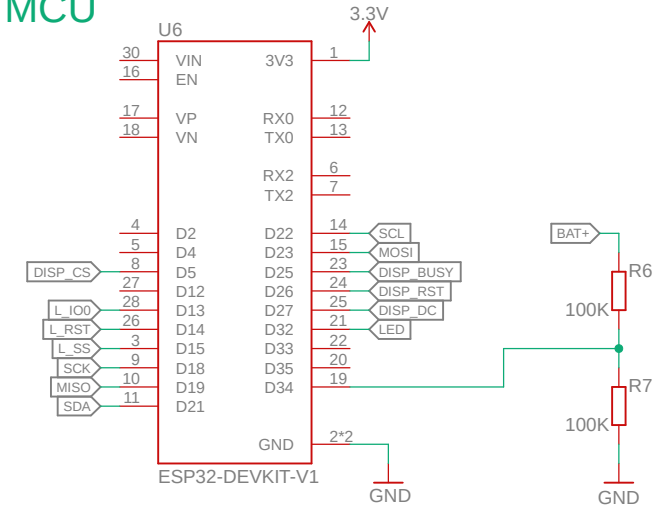 MCU
U6
3.3V
30 VIN 3V3 1
16 EN
17 VP RX0 12
18 VN TX0 13
RX2 6
TX2 7
4 D2 D22 14 SCL
5 D4 D23 15 MOSI
DISP_CS 8 D5 D25 23 DISP_BUSY
27 D12 D26 24 DISP_RST
L_IO0 28 D13 D27 25 DISP_DC
L_RST 26 D14 D32 21 LED
L_SS 3 D15 D33 22
SCK 9 D18 D35 20
MISO 10 D19 D34 19
SDA 11 D21
GND 2*2
ESP32-DEVKIT-V1
GND
BAT+
R6
100K
R7
100K
GND